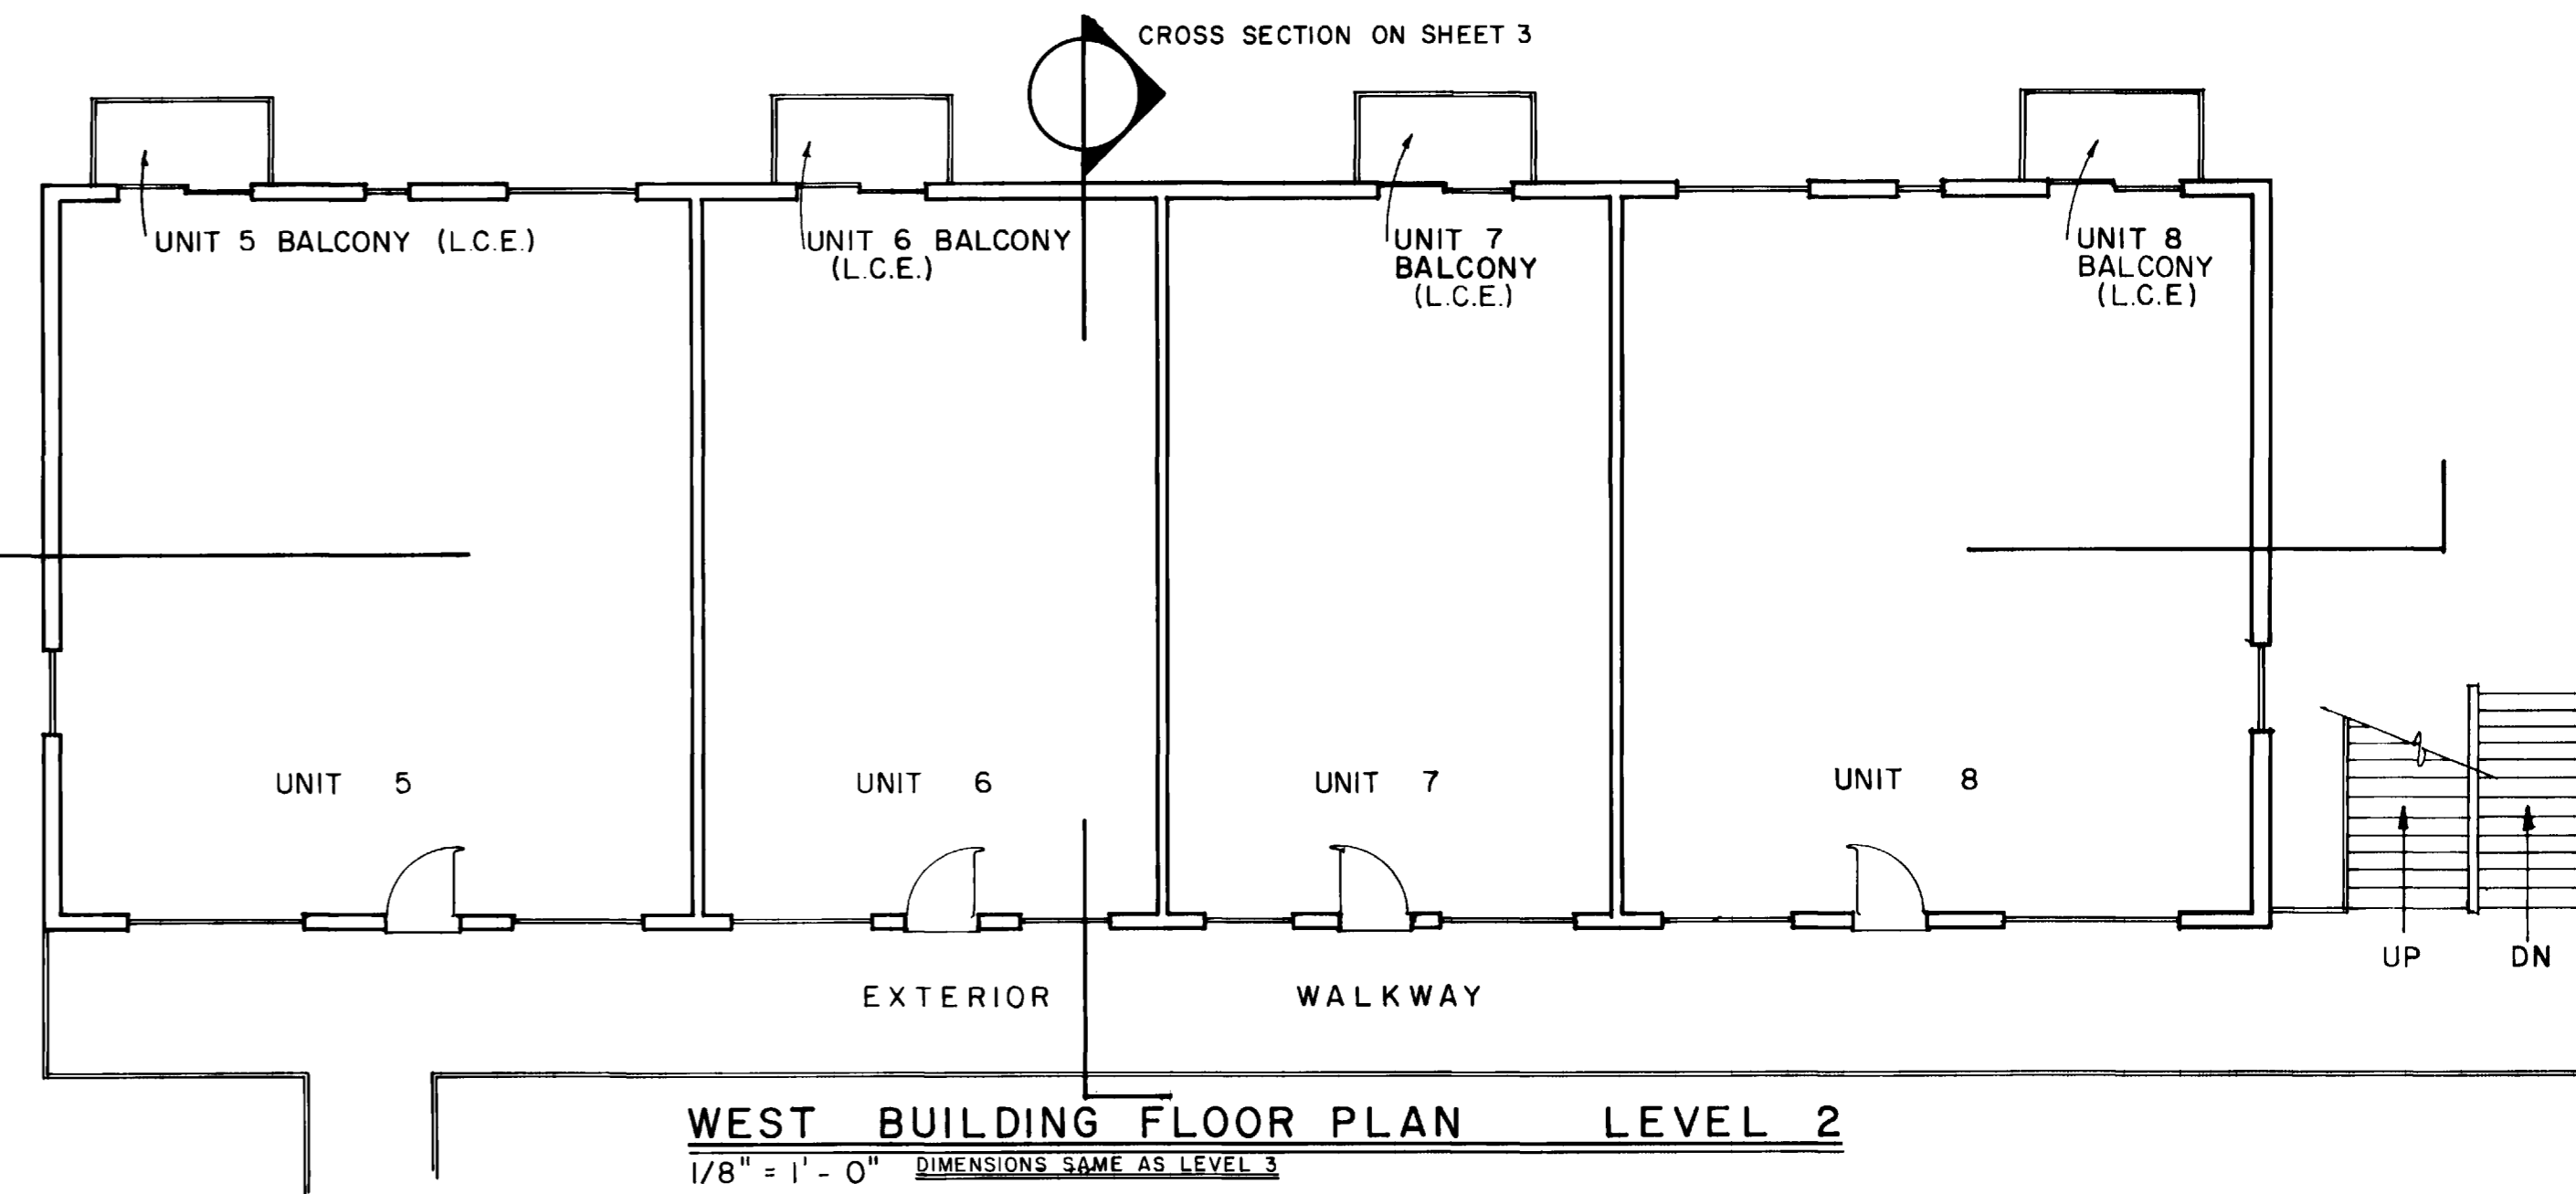 CROSS SECTION ON SHEET 3
UNIT 5 BALCONY (L.C.E.)
UNIT 6 BALCONY
(L.C.E.)
UNIT 7
BALCONY
(L.C.E.)
UNIT 8
BALCONY
(L.C.E)
UNIT 5
UNIT 6
UNIT 7
UNIT 8
UP
DN
EXTERIOR WALKWAY
WEST BUILDING FLOOR PLAN LEVEL 2
1/8" = 1' - 0" DIMENSIONS SAME AS LEVEL 3